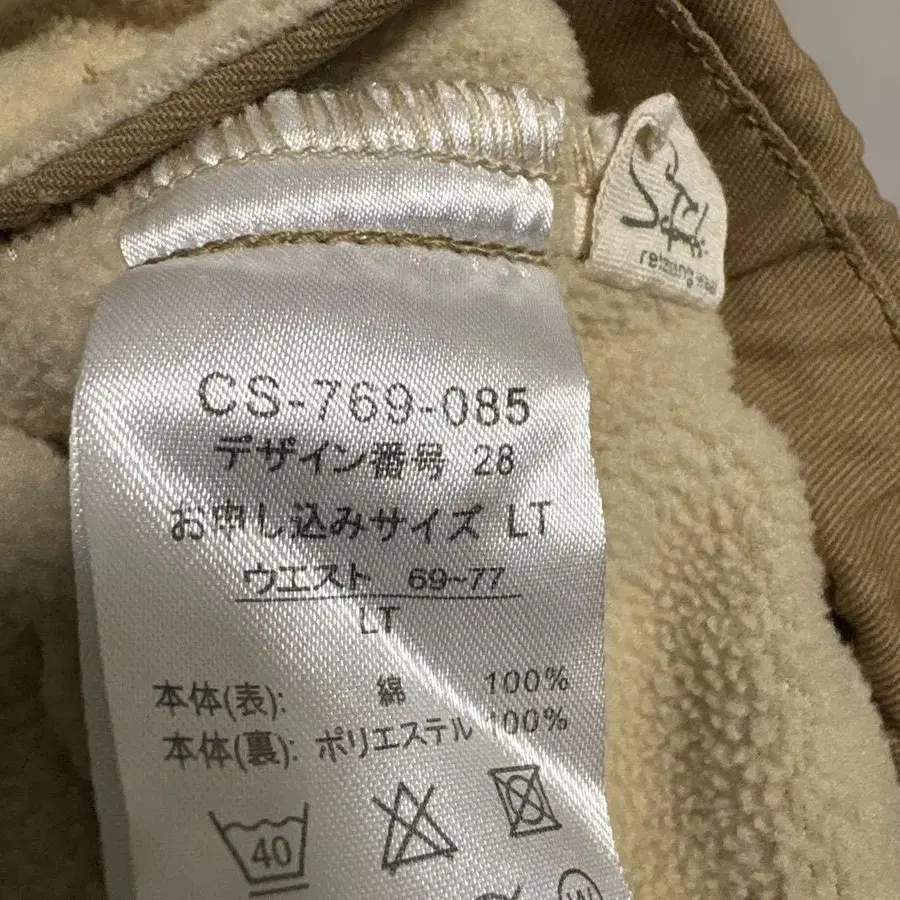 CS-769-085
デザイン番号 28
お申し込みサイズ LT
ウエスト 69~77
LT
本体(表): 綿 100%
本体(裏): ポリエステル 100%
40
W